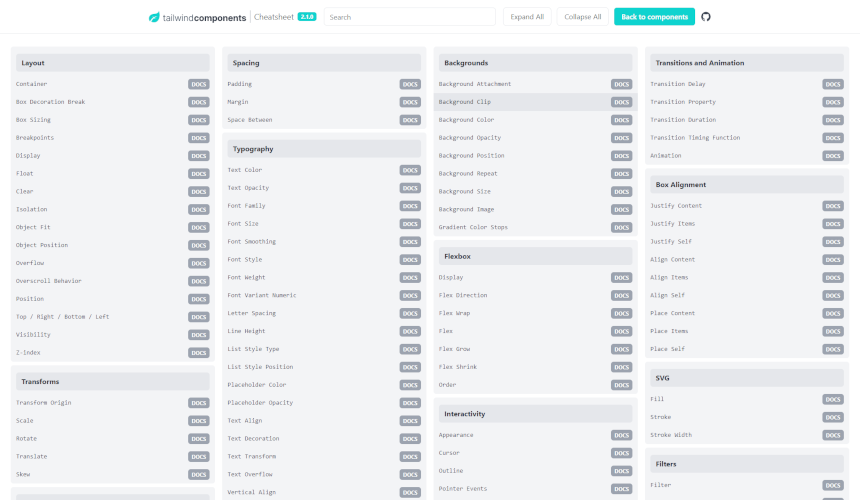 tailwindcomponents Cheatsheet 2.1.0 Search Expand All Collapse All Back to components
Layout
Container DOCS
Box Decoration Break DOCS
Box Sizing DOCS
Breakpoints DOCS
Display DOCS
Float DOCS
Clear DOCS
Isolation DOCS
Object Fit DOCS
Object Position DOCS
Overflow DOCS
Overscroll Behavior DOCS
Position DOCS
Top / Right / Bottom / Left DOCS
Visibility DOCS
Z-index DOCS
Transforms
Transform Origin DOCS
Scale DOCS
Rotate DOCS
Translate DOCS
Skew DOCS
Spacing
Padding DOCS
Margin DOCS
Space Between DOCS
Typography
Text Color DOCS
Text Opacity DOCS
Font Family DOCS
Font Size DOCS
Font Smoothing DOCS
Font Style DOCS
Font Weight DOCS
Font Variant Numeric DOCS
Letter Spacing DOCS
Line Height DOCS
List Style Type DOCS
List Style Position DOCS
Placeholder Color DOCS
Placeholder Opacity DOCS
Text Align DOCS
Text Decoration DOCS
Text Transform DOCS
Text Overflow DOCS
Vertical Align DOCS
Backgrounds
Background Attachment DOCS
Background Clip DOCS
Background Color DOCS
Background Opacity DOCS
Background Position DOCS
Background Repeat DOCS
Background Size DOCS
Background Image DOCS
Gradient Color Stops DOCS
Flexbox
Display DOCS
Flex Direction DOCS
Flex Wrap DOCS
Flex DOCS
Flex Grow DOCS
Flex Shrink DOCS
Order DOCS
Interactivity
Appearance DOCS
Cursor DOCS
Outline DOCS
Pointer Events DOCS
Transitions and Animation
Transition Delay DOCS
Transition Property DOCS
Transition Duration DOCS
Transition Timing Function DOCS
Animation DOCS
Box Alignment
Justify Content DOCS
Justify Items DOCS
Justify Self DOCS
Align Content DOCS
Align Items DOCS
Align Self DOCS
Place Content DOCS
Place Items DOCS
Place Self DOCS
SVG
Fill DOCS
Stroke DOCS
Stroke Width DOCS
Filters
Filter DOCS